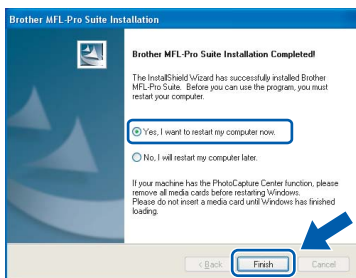 Brother MFL-Pro Suite Installation
Brother MFL-Pro Suite Installation Completed!
The InstallShield Wizard has successfully installed Brother
MFL-Pro Suite. Before you can use the program, you must
restart your computer.
Yes, I want to restart my computer now.
No, I will restart my computer later.
If your machine has the PhotoCapture Center function, please
remove all media cards before restarting Windows.
Please do not insert a media card until Windows has finished
loading.
< Back
Finish
Cancel